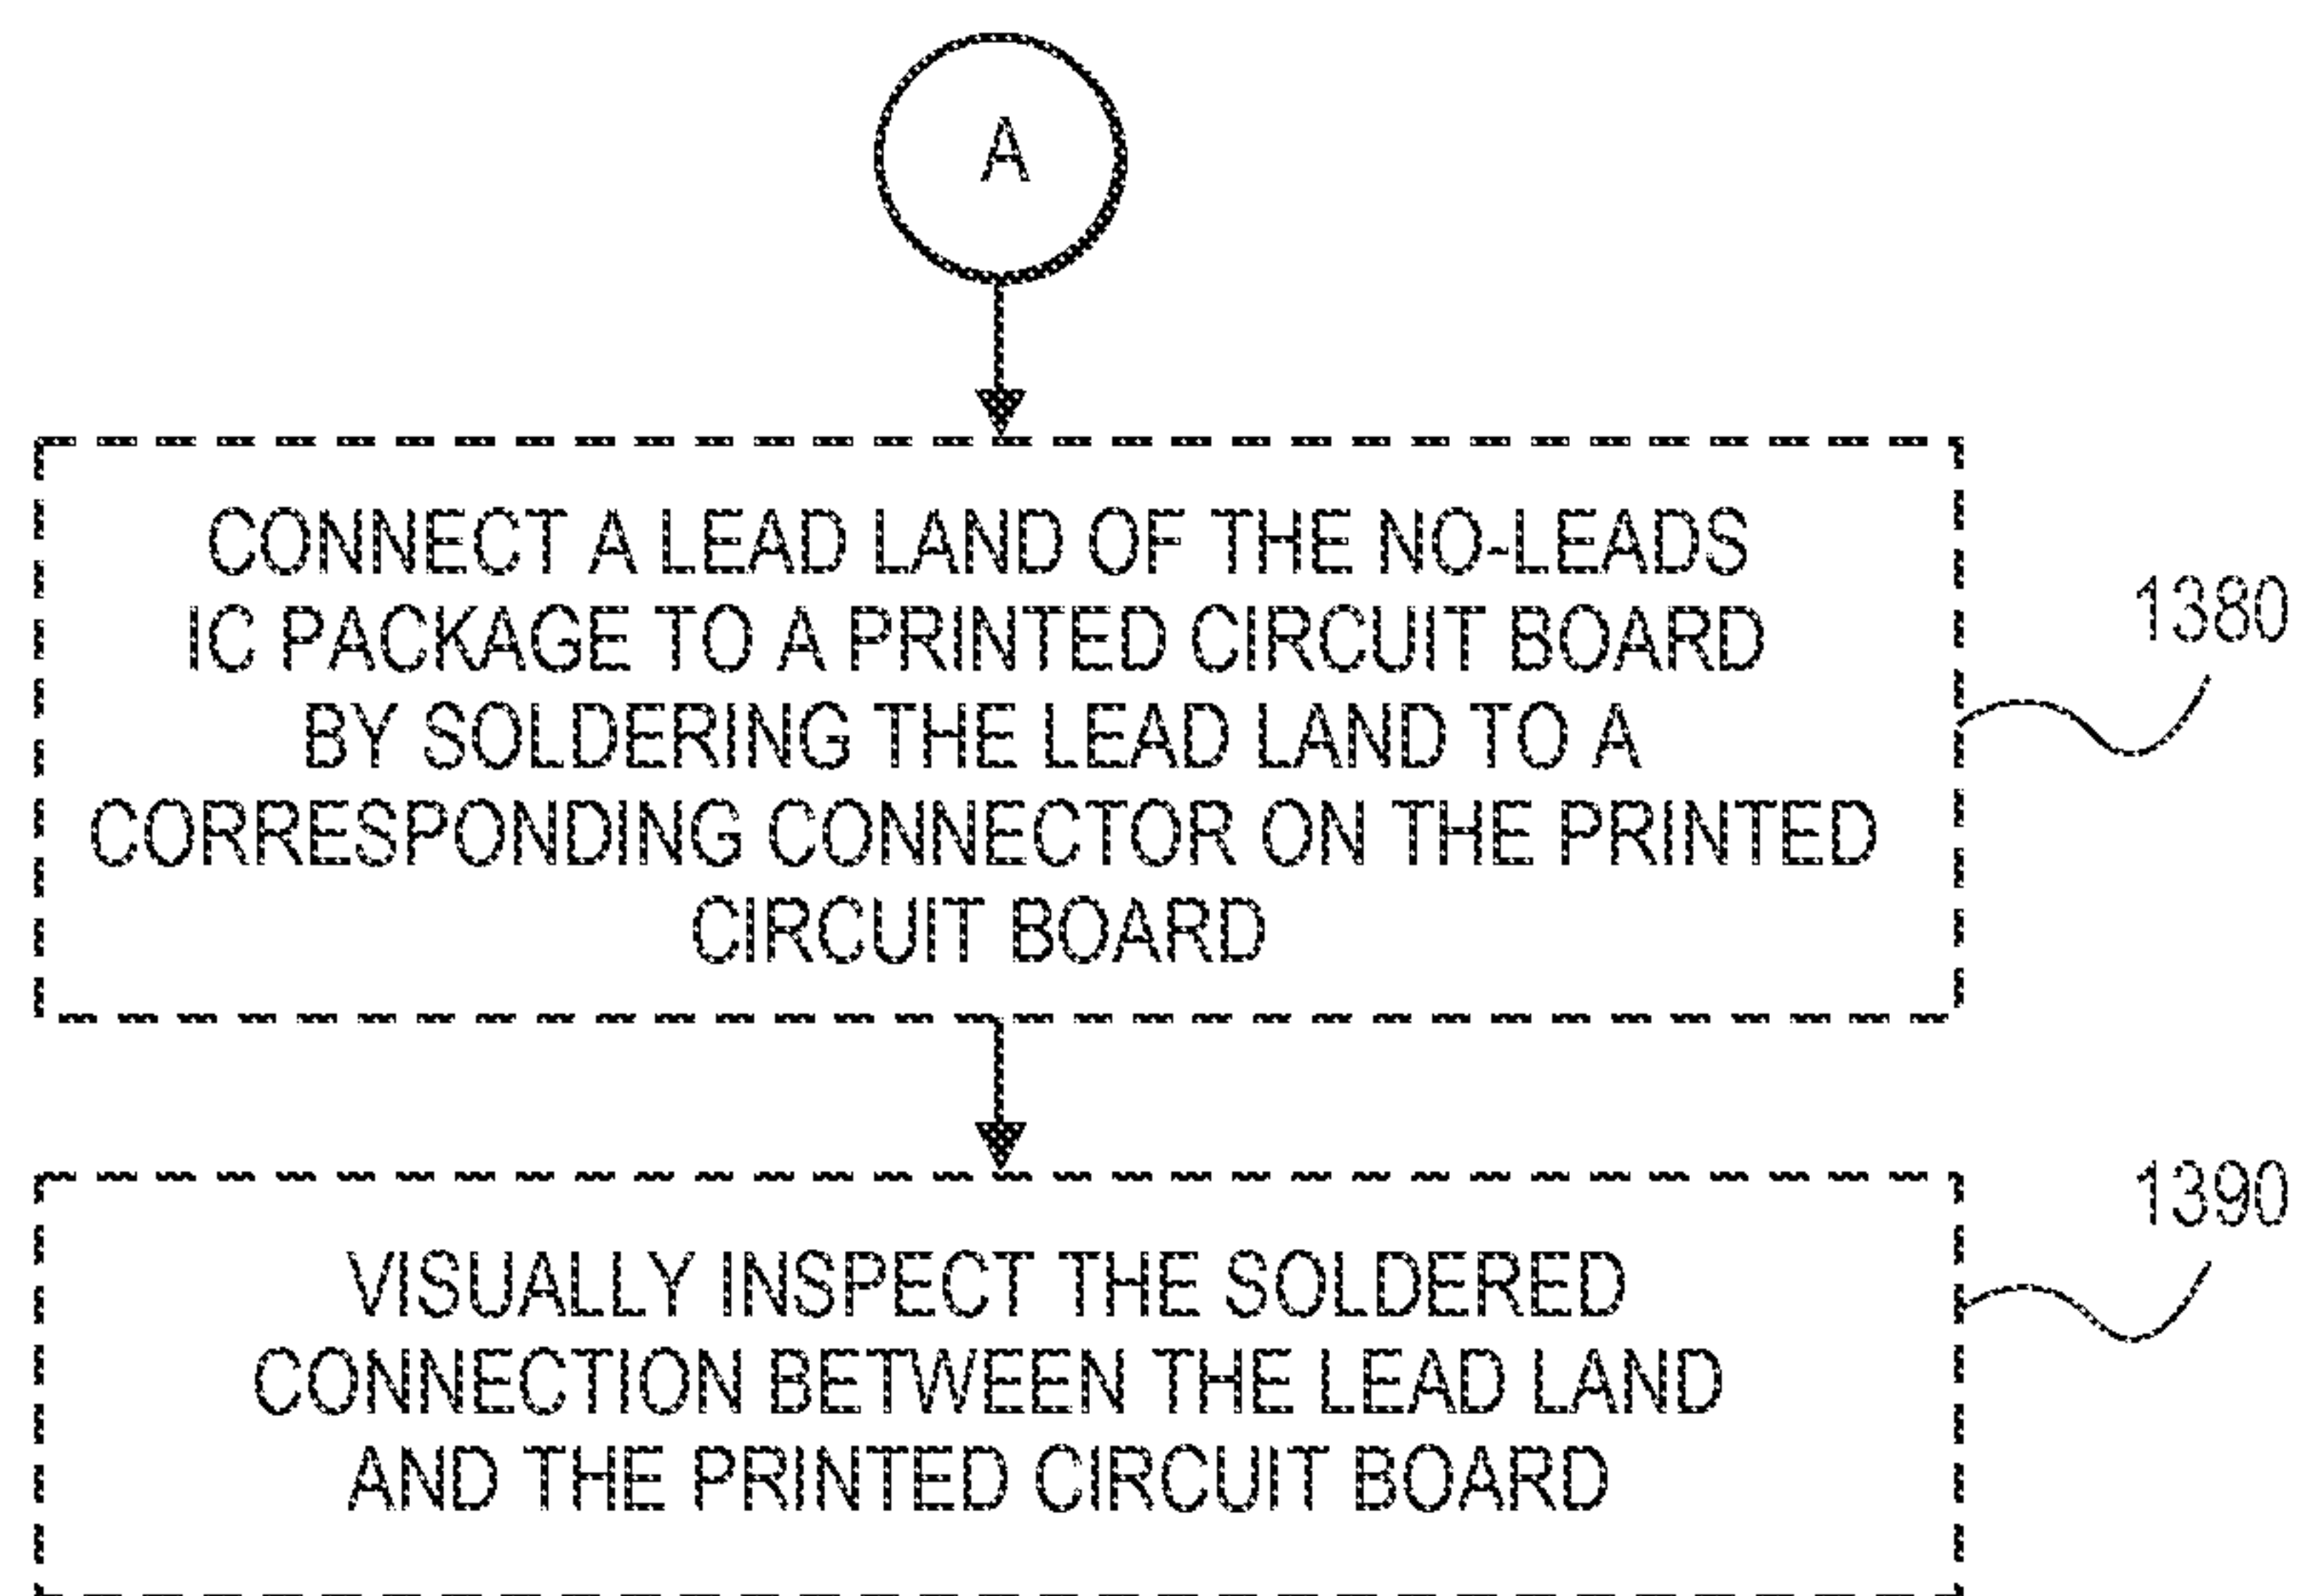 A
CONNECT A LEAD LAND OF THE NO-LEADS
IC PACKAGE TO A PRINTED CIRCUIT BOARD
BY SOLDERING THE LEAD LAND TO A
CORRESPONDING CONNECTOR ON THE PRINTED
CIRCUIT BOARD
1380
VISUALLY INSPECT THE SOLDERED
CONNECTION BETWEEN THE LEAD LAND
AND THE PRINTED CIRCUIT BOARD
1390